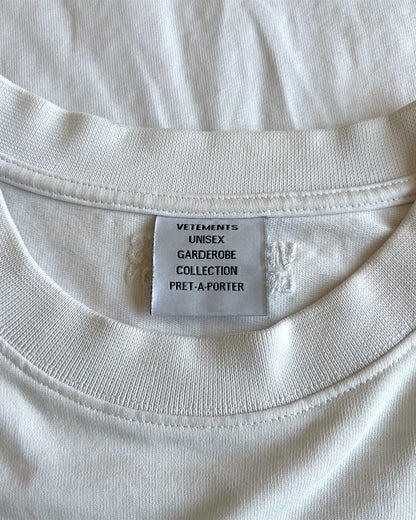 VETEMENTS
UNISEX
GARDEROBE
COLLECTION
PRET-A-PORTER